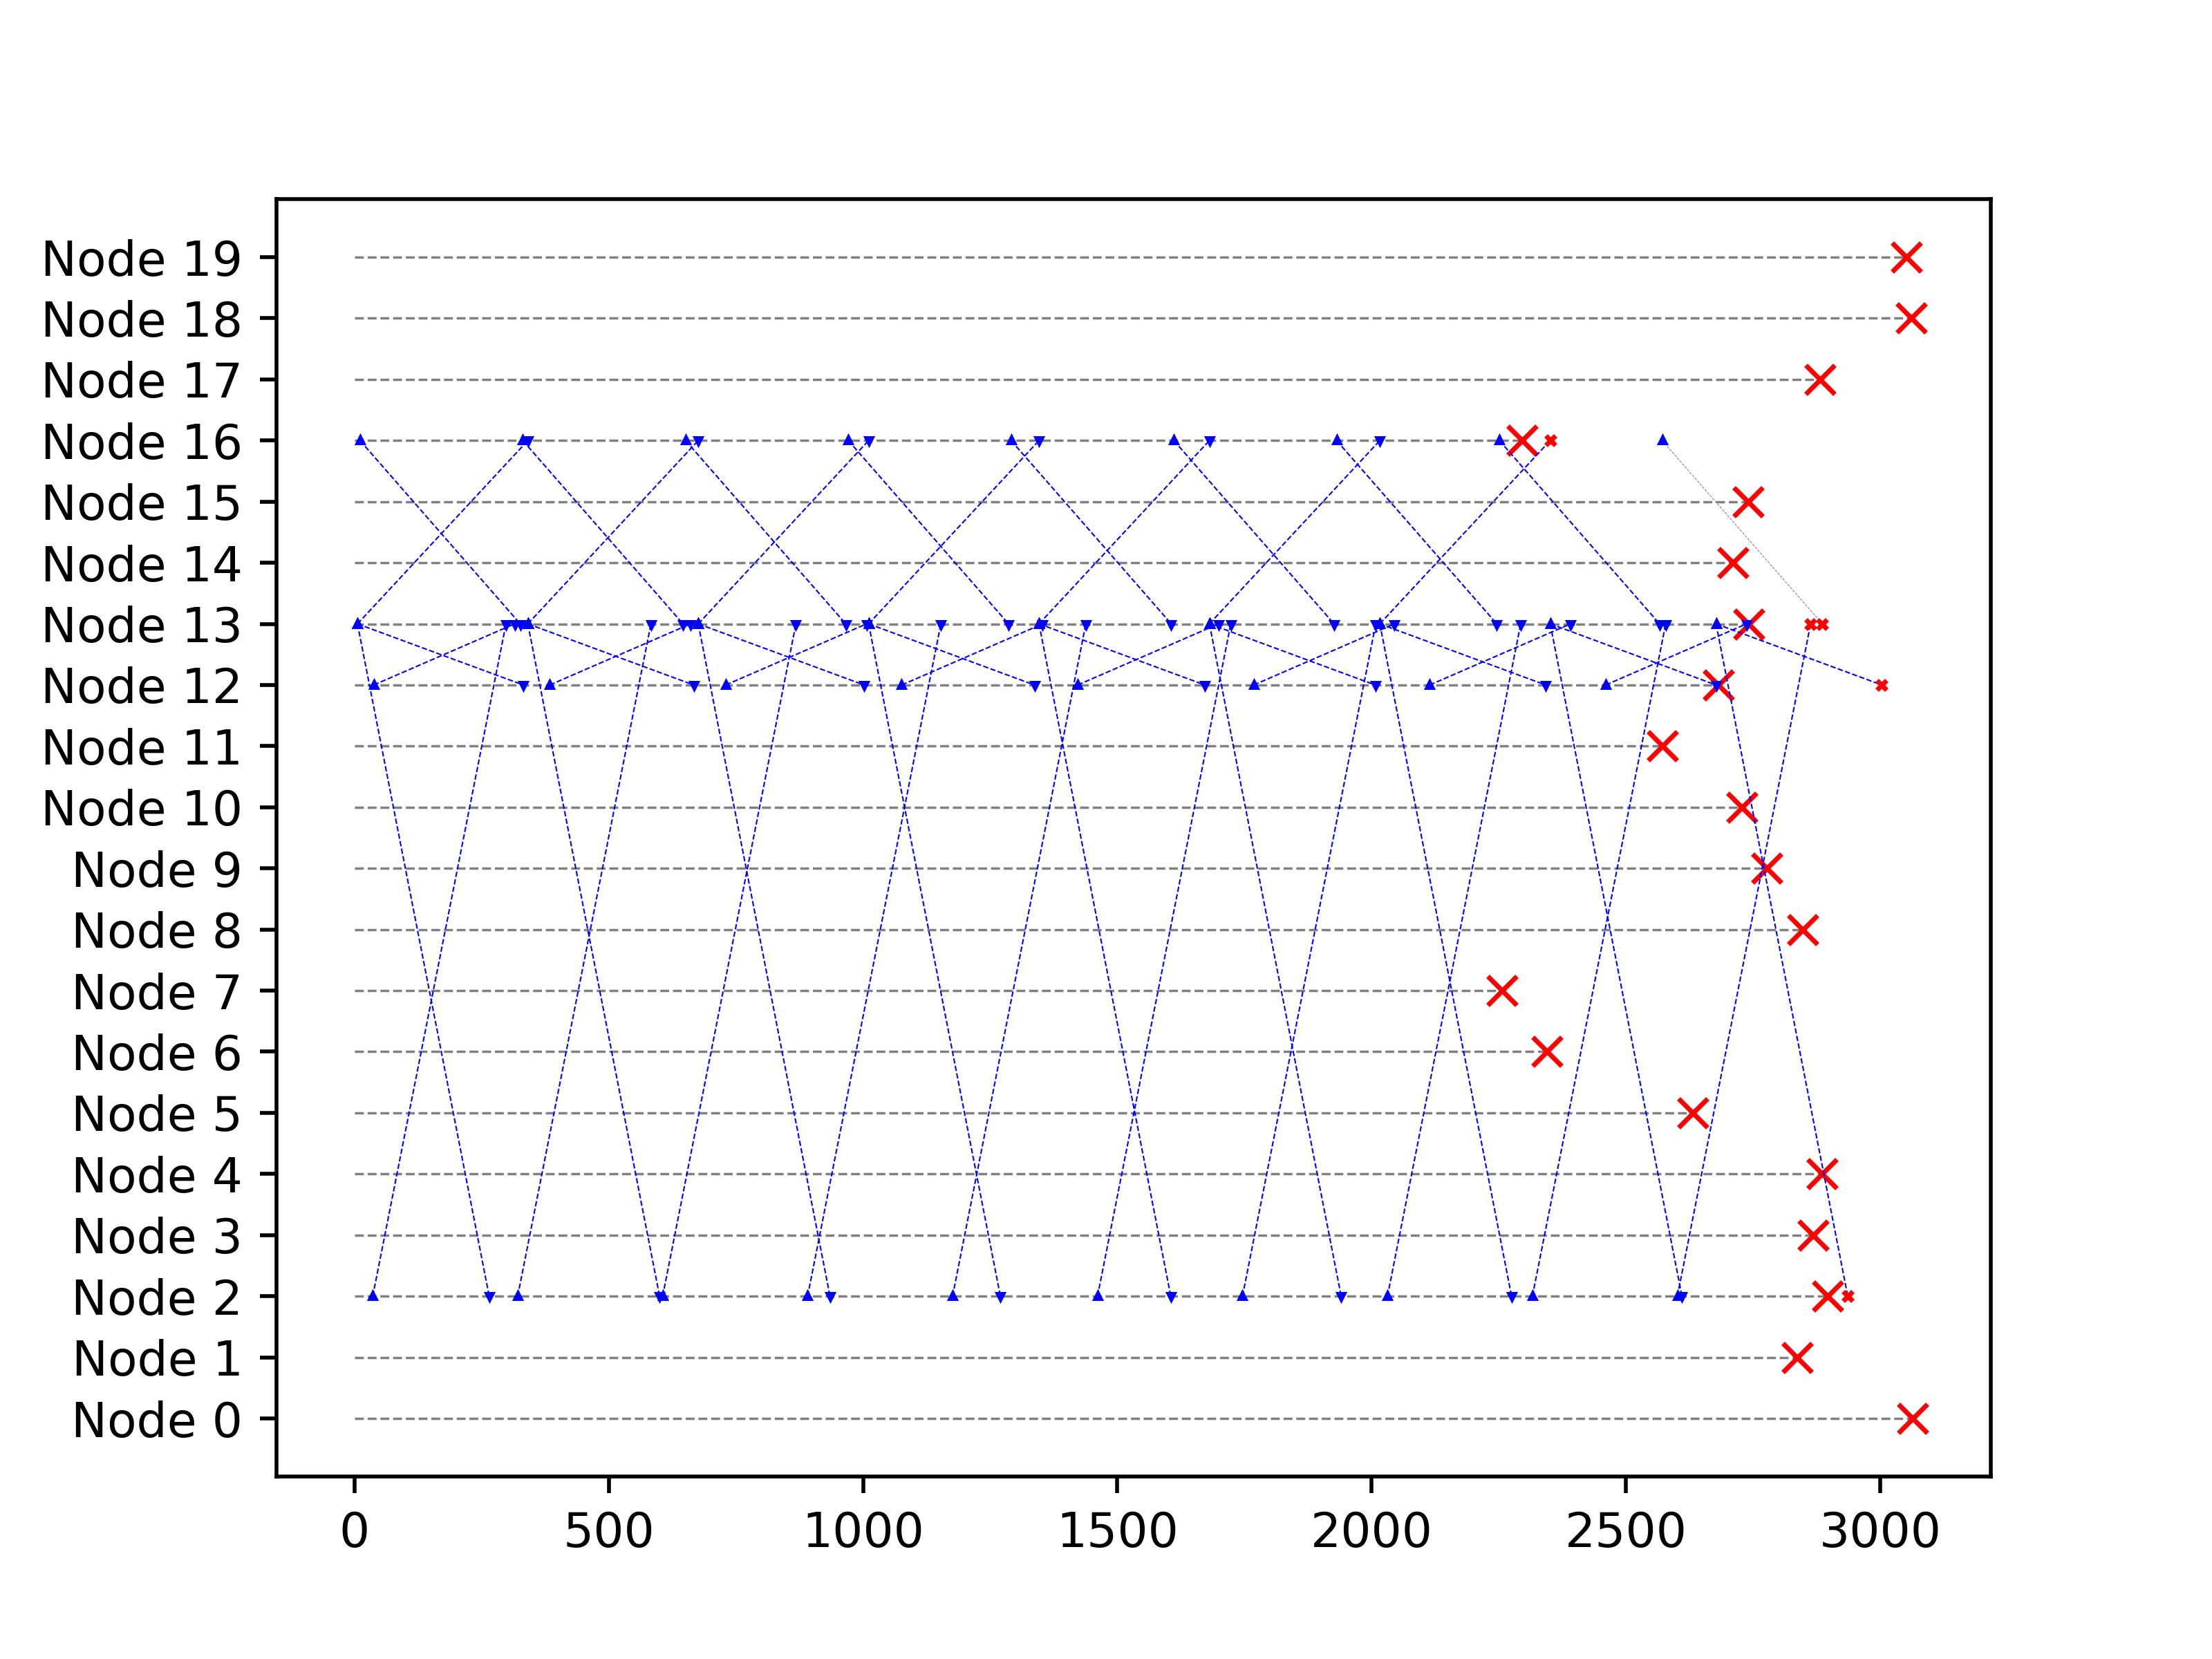 Node 19
Node 18
Node 17
Node 16
Node 15
Node 14
Node 13
Node 12
Node 11
Node 10
Node 9
Node 8
Node 7
Node 6
Node 5
Node 4
Node 3
Node 2
Node 1
Node 0
0 500 1000 1500 2000 2500 3000